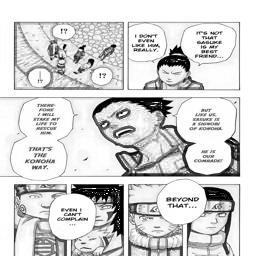 IT'S NOT
THAT
SASUKE IS
MY BEST
FRIEND...
I DON'T
EVEN
LIKE HIM,
REALLY.
!?
!?
!?
BUT
LIKE US,
SASUKE IS
A SHINOBI
OF KONOHA.
HE IS
OUR
COMRADE!
THERE-
FORE
I WILL
STAKE MY
LIFE TO
RESCUE
HIM.
THAT'S
THE
KONOHA
WAY.
BEYOND
THAT...
EVEN I
CAN'T
COMPLAIN
...